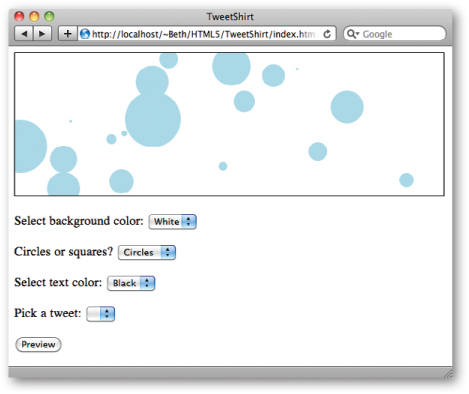 TweetShirt
http://localhost/~Beth/HTML5/TweetShirt/index.htm
Google
Select background color: White
Circles or squares? Circles
Select text color: Black
Pick a tweet:
Preview